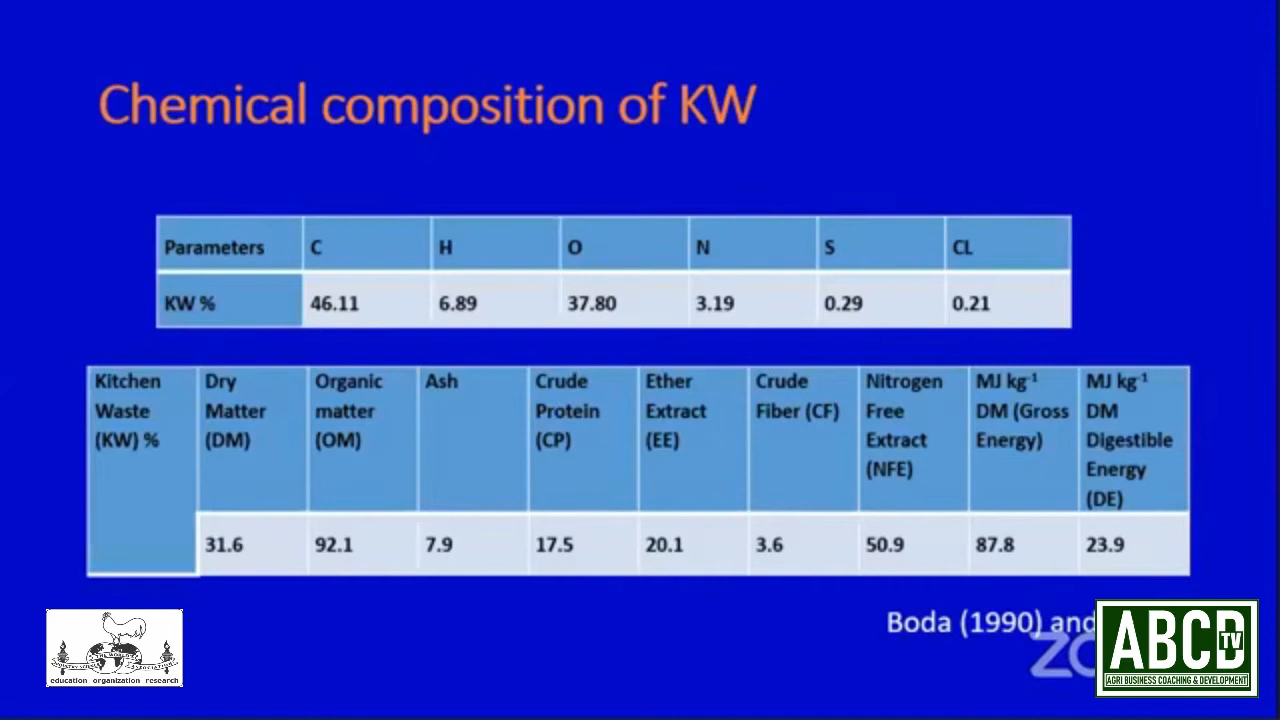 Chemical composition of KW
Parameters C H O N S CL
KW % 46.11 6.89 37.80 3.19 0.29 0.21
Kitchen Waste (KW) % Dry Matter (DM) Organic matter (OM) Ash Crude Protein (CP) Ether Extract (EE) Crude Fiber (CF) Nitrogen Free Extract (NFE) MJ kg⁻¹ DM (Gross Energy) MJ kg⁻¹ DM Digestible Energy (DE)
31.6 92.1 7.9 17.5 20.1 3.6 50.9 87.8 23.9
Boda (1990) and
education organization research
ABCD TV
AGRI BUSINESS COACHING & DEVELOPMENT